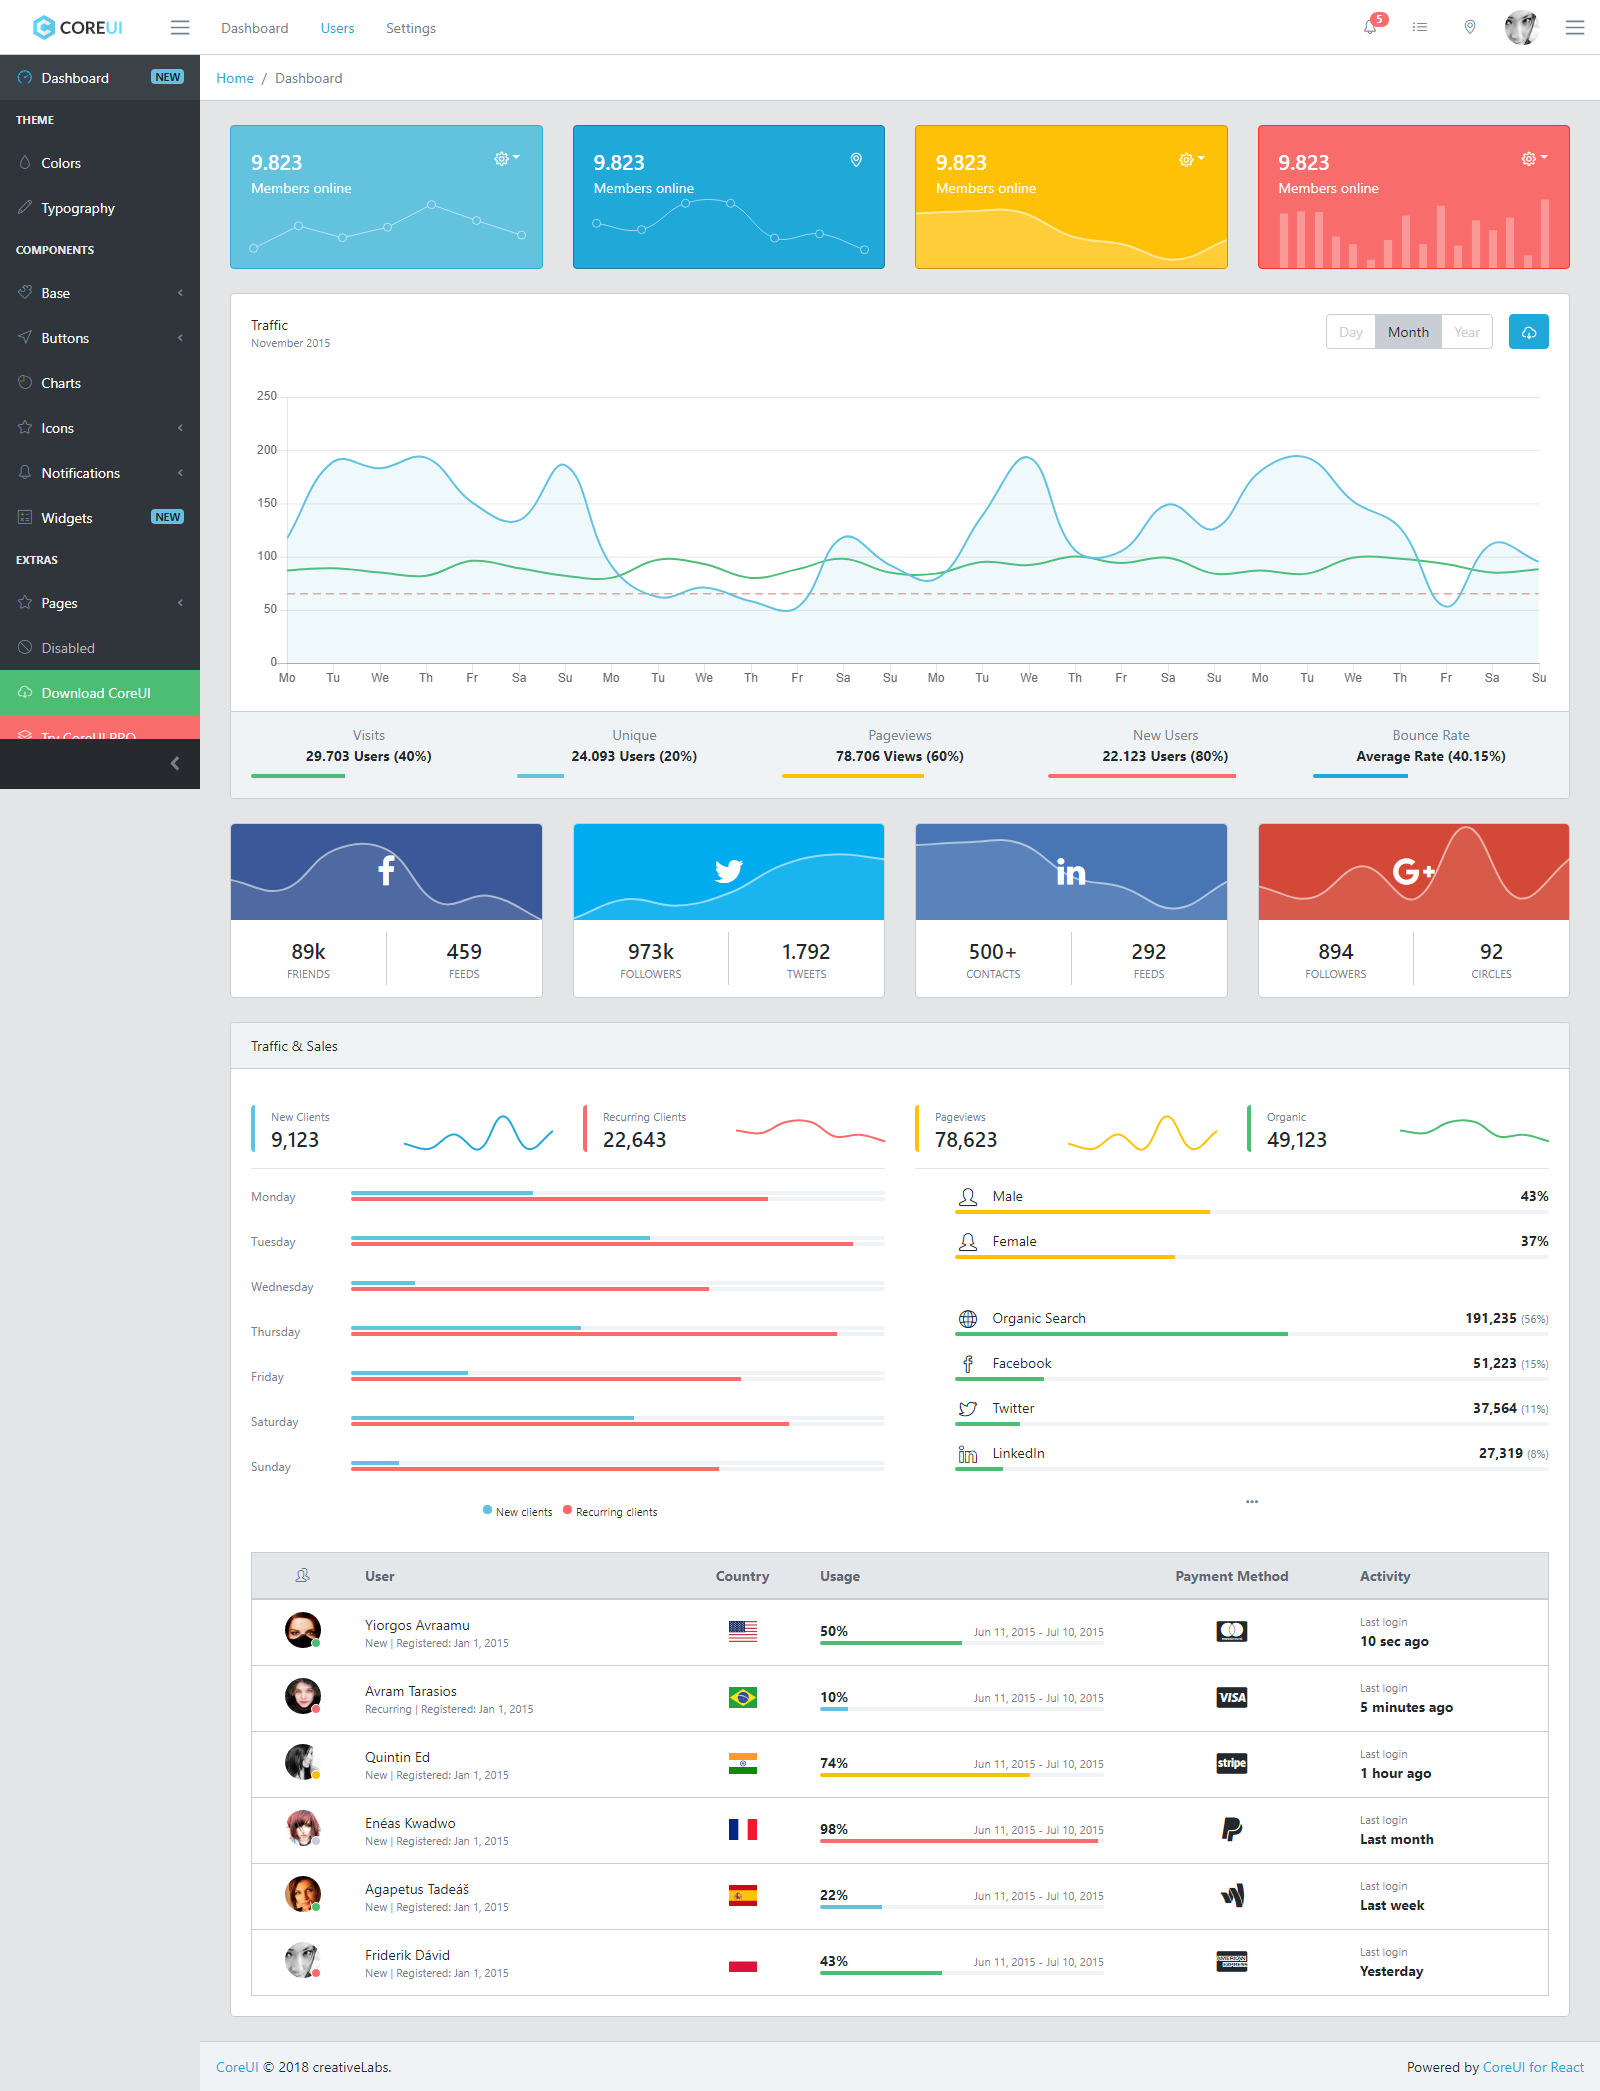 COREUI
Dashboard
Users
Settings
5
Dashboard NEW
THEME
Colors
Typography
COMPONENTS
Base
Buttons
Charts
Icons
Notifications
Widgets NEW
EXTRAS
Pages
Disabled
Download CoreUI
Try CoreUI PRO
Home / Dashboard
9.823
Members online
9.823
Members online
9.823
Members online
9.823
Members online
Traffic
November 2015
Day Month Year
250
200
150
100
50
0
Mo Tu We Th Fr Sa Su Mo Tu We Th Fr Sa Su Mo Tu We Th Fr Sa Su Mo Tu We Th Fr Sa Su
Visits
29.703 Users (40%)
Unique
24.093 Users (20%)
Pageviews
78.706 Views (60%)
New Users
22.123 Users (80%)
Bounce Rate
Average Rate (40.15%)
f
in
G+
89k
FRIENDS
459
FEEDS
973k
FOLLOWERS
1.792
TWEETS
500+
CONTACTS
292
FEEDS
894
FOLLOWERS
92
CIRCLES
Traffic & Sales
New Clients
9,123
Recurring Clients
22,643
Pageviews
78,623
Organic
49,123
Monday
Tuesday
Wednesday
Thursday
Friday
Saturday
Sunday
New clients Recurring clients
Male 43%
Female 37%
Organic Search 191,235 (56%)
Facebook 51,223 (15%)
Twitter 37,564 (11%)
in LinkedIn 27,319 (8%)
User Country Usage Payment Method Activity
Yiorgos Avraamu
New | Registered: Jan 1, 2015
50% Jun 11, 2015 - Jul 10, 2015
Last login
10 sec ago
Avram Tarasios
Recurring | Registered: Jan 1, 2015
10% Jun 11, 2015 - Jul 10, 2015
VISA
Last login
5 minutes ago
Quintin Ed
New | Registered: Jan 1, 2015
74% Jun 11, 2015 - Jul 10, 2015
stripe
Last login
1 hour ago
Enéas Kwadwo
New | Registered: Jan 1, 2015
98% Jun 11, 2015 - Jul 10, 2015
Last login
Last month
Agapetus Tadeáš
New | Registered: Jan 1, 2015
22% Jun 11, 2015 - Jul 10, 2015
Last login
Last week
Friderik Dávid
New | Registered: Jan 1, 2015
43% Jun 11, 2015 - Jul 10, 2015
Last login
Yesterday
CoreUI © 2018 creativeLabs.
Powered by CoreUI for React